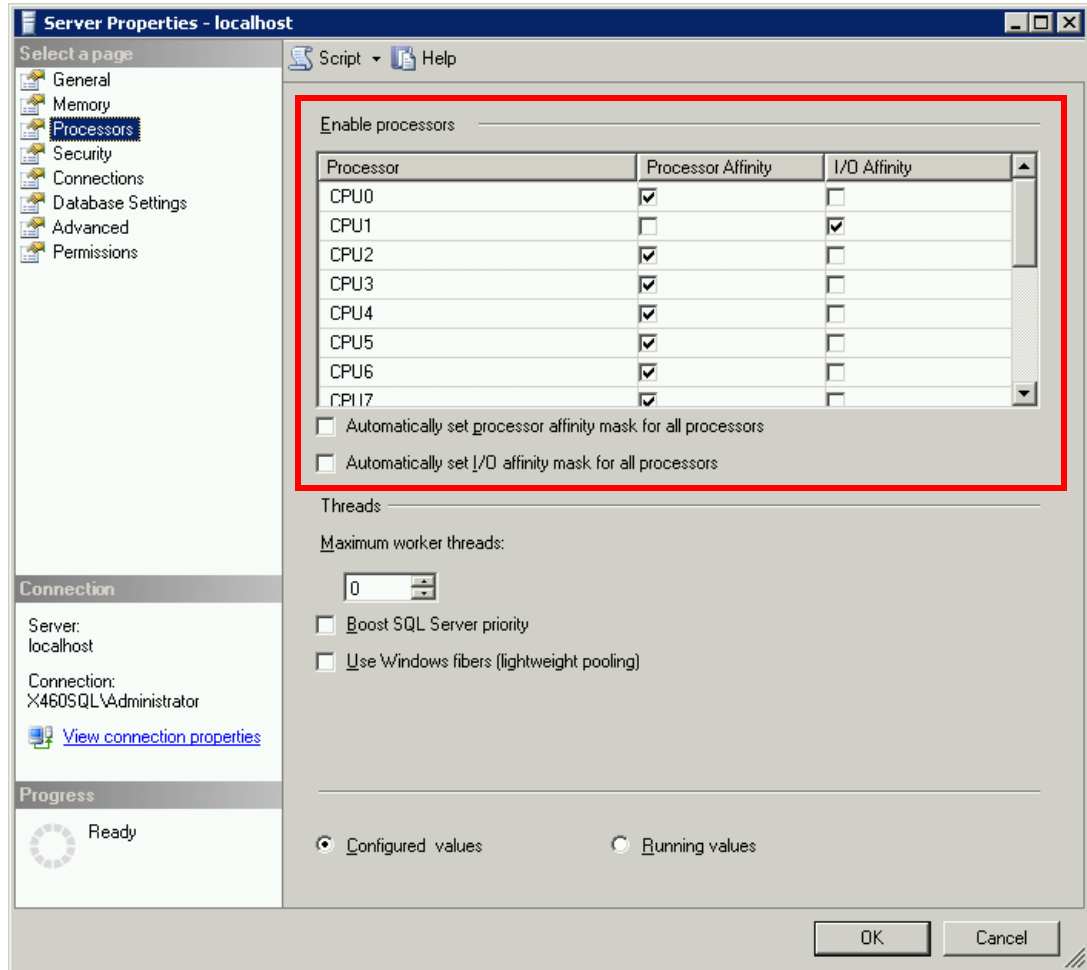 Server Properties - localhost
Select a page
General
Memory
Processors
Security
Connections
Database Settings
Advanced
Permissions
Connection
Server:
localhost
Connection:
X460SQL\Administrator
View connection properties
Progress
Ready
Script Help
Enable processors
Processor Processor Affinity I/O Affinity
CPU0
CPU1
CPU2
CPU3
CPU4
CPU5
CPU6
CPU7
Automatically set processor affinity mask for all processors
Automatically set I/O affinity mask for all processors
Threads
Maximum worker threads:
0
Boost SQL Server priority
Use Windows fibers (lightweight pooling)
Configured values Running values
OK Cancel